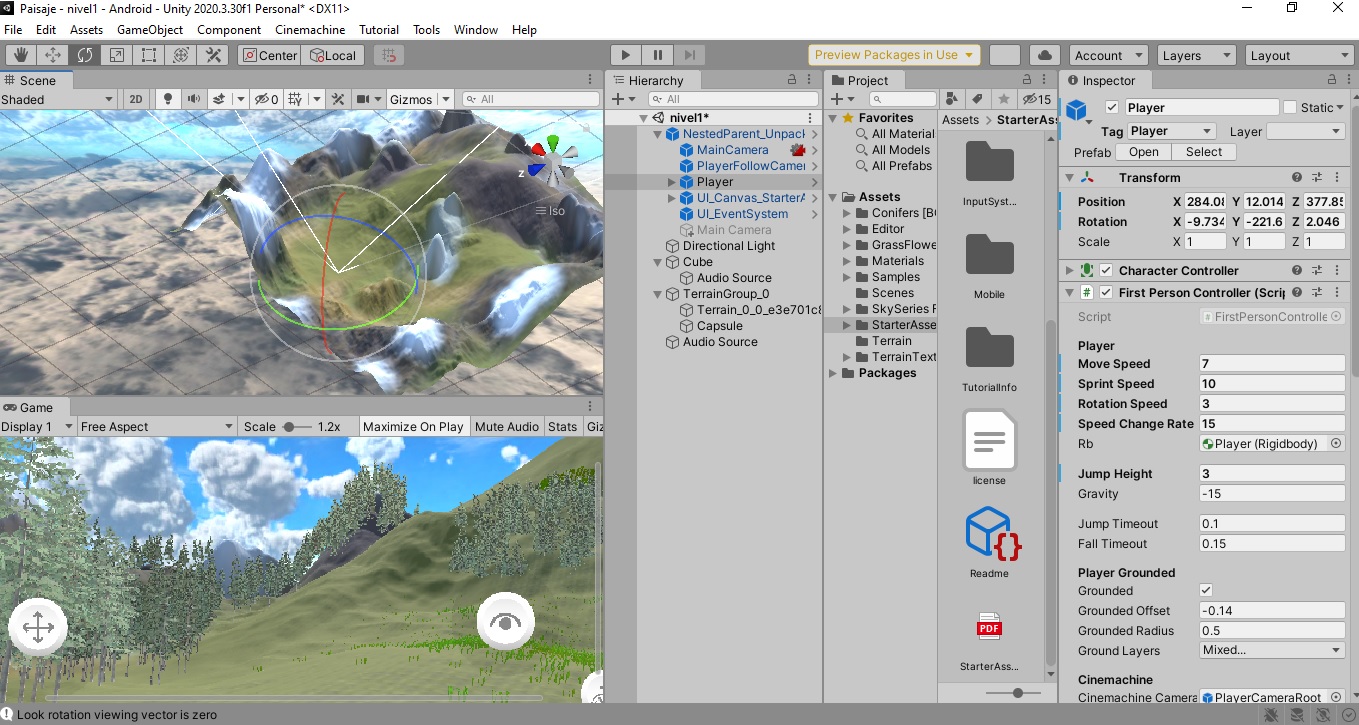 Paisaje - nivel1 - Android - Unity 2020.3.30f1 Personal* <DX11>
File Edit Assets GameObject Component Cinemachine Tutorial Tools Window Help
Center Local Preview Packages in Use Account Layers Layout
Scene
Shaded 2D 0 Gizmos All
z
Iso
Game
Display 1 Free Aspect Scale 1.2x Maximize On Play Mute Audio Stats Giz
Hierarchy
All
nivel1*
NestedParent_Unpack
MainCamera
PlayerFollowCamer
Player
UI_Canvas_StarterA
UI_EventSystem
Main Camera
Directional Light
Cube
Audio Source
TerrainGroup_0
Terrain_0_0_e3e701c8
Capsule
Audio Source
Project
15
Favorites
All Material
All Models
All Prefabs
Assets
Conifers [BO
Editor
GrassFlowe
Materials
Samples
Scenes
SkySeries F
StarterAsse
Terrain
TerrainText
Packages
Assets > StarterAss
InputSyst...
Mobile
TutorialInfo
license
Readme
PDF
StarterAss...
Inspector
Player Static
Tag Player Layer
Prefab Open Select
Transform
Position X 284.08 Y 12.014 Z 377.85
Rotation X -9.734 Y -221.6 Z 2.046
Scale X 1 Y 1 Z 1
Character Controller
First Person Controller (Scrip
Script # FirstPersonControlle
Player
Move Speed 7
Sprint Speed 10
Rotation Speed 3
Speed Change Rate 15
Rb Player (Rigidbody)
Jump Height 3
Gravity -15
Jump Timeout 0.1
Fall Timeout 0.15
Player Grounded
Grounded
Grounded Offset -0.14
Grounded Radius 0.5
Ground Layers Mixed...
Cinemachine
Cinemachine Camera PlayerCameraRoot
Look rotation viewing vector is zero